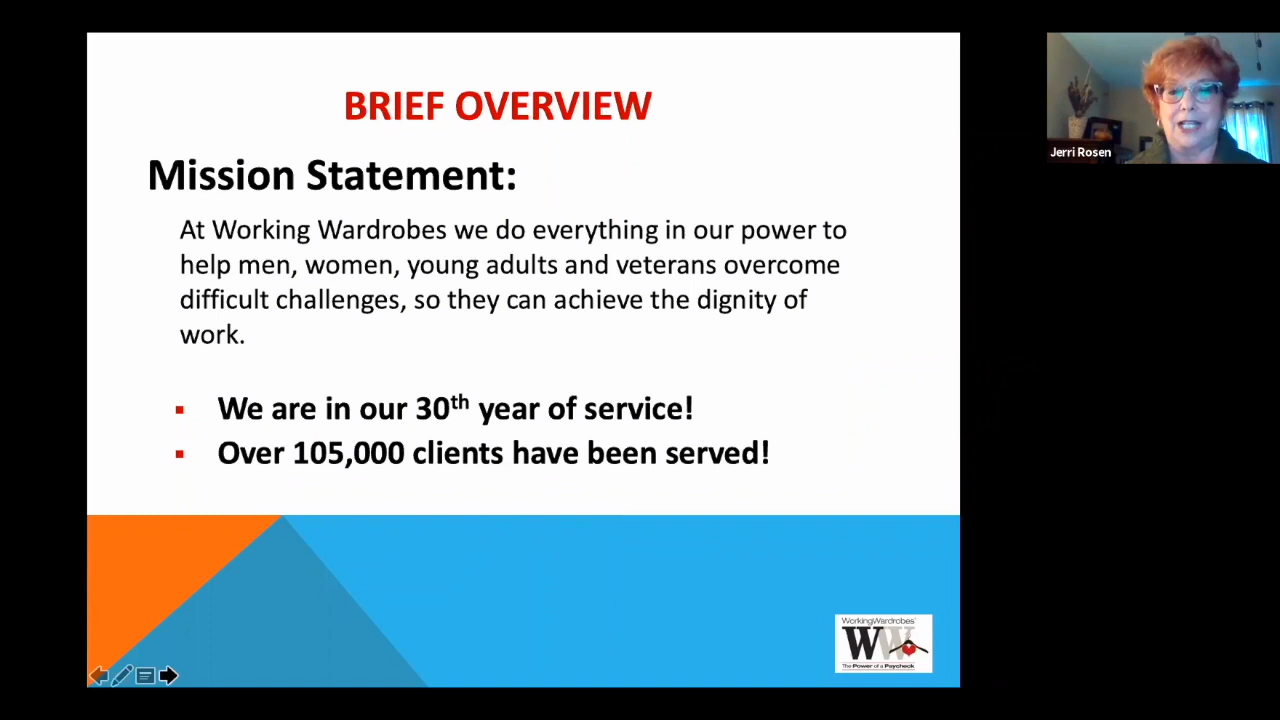 BRIEF OVERVIEW
Mission Statement:
At Working Wardrobes we do everything in our power to
help men, women, young adults and veterans overcome
difficult challenges, so they can achieve the dignity of
work.
We are in our 30th year of service!
Over 105,000 clients have been served!
Jerri Rosen
WorkingWardrobes
WW
The Power of a Paycheck